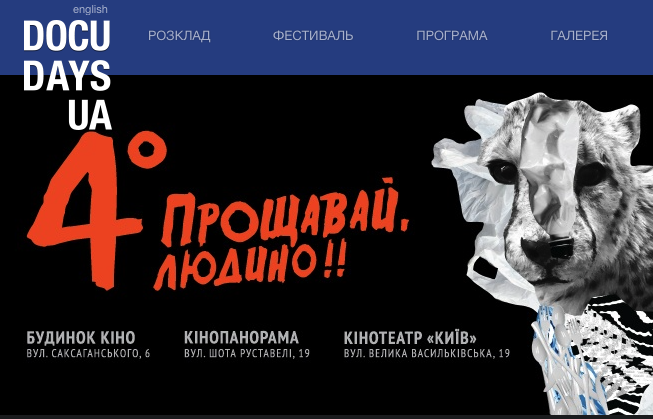 english
DOCU
DAYS
UA
РОЗКЛАД
ФЕСТИВАЛЬ
ПРОГРАМА
ГАЛЕРЕЯ
4°
ПРОЩАВАЙ,
ЛЮДИНО!!
БУДИНОК КІНО
ВУЛ. САКСАГАНСЬКОГО, 6
КІНОПАНОРАМА
ВУЛ. ШОТА РУСТАВЕЛІ, 19
КІНОТЕАТР «КИЇВ»
ВУЛ. ВЕЛИКА ВАСИЛЬКІВСЬКА, 19